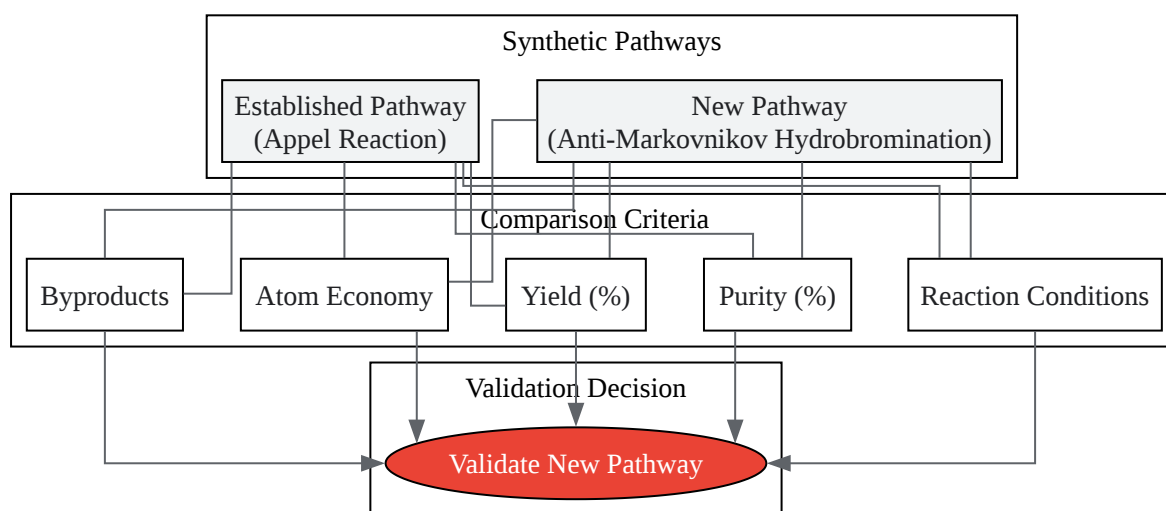 Synthetic Pathways
Established Pathway
(Appel Reaction)
New Pathway
(Anti-Markovnikov Hydrobromination)
Comparison Criteria
Byproducts
Atom Economy
Yield (%)
Purity (%)
Reaction Conditions
Validation Decision
Validate New Pathway